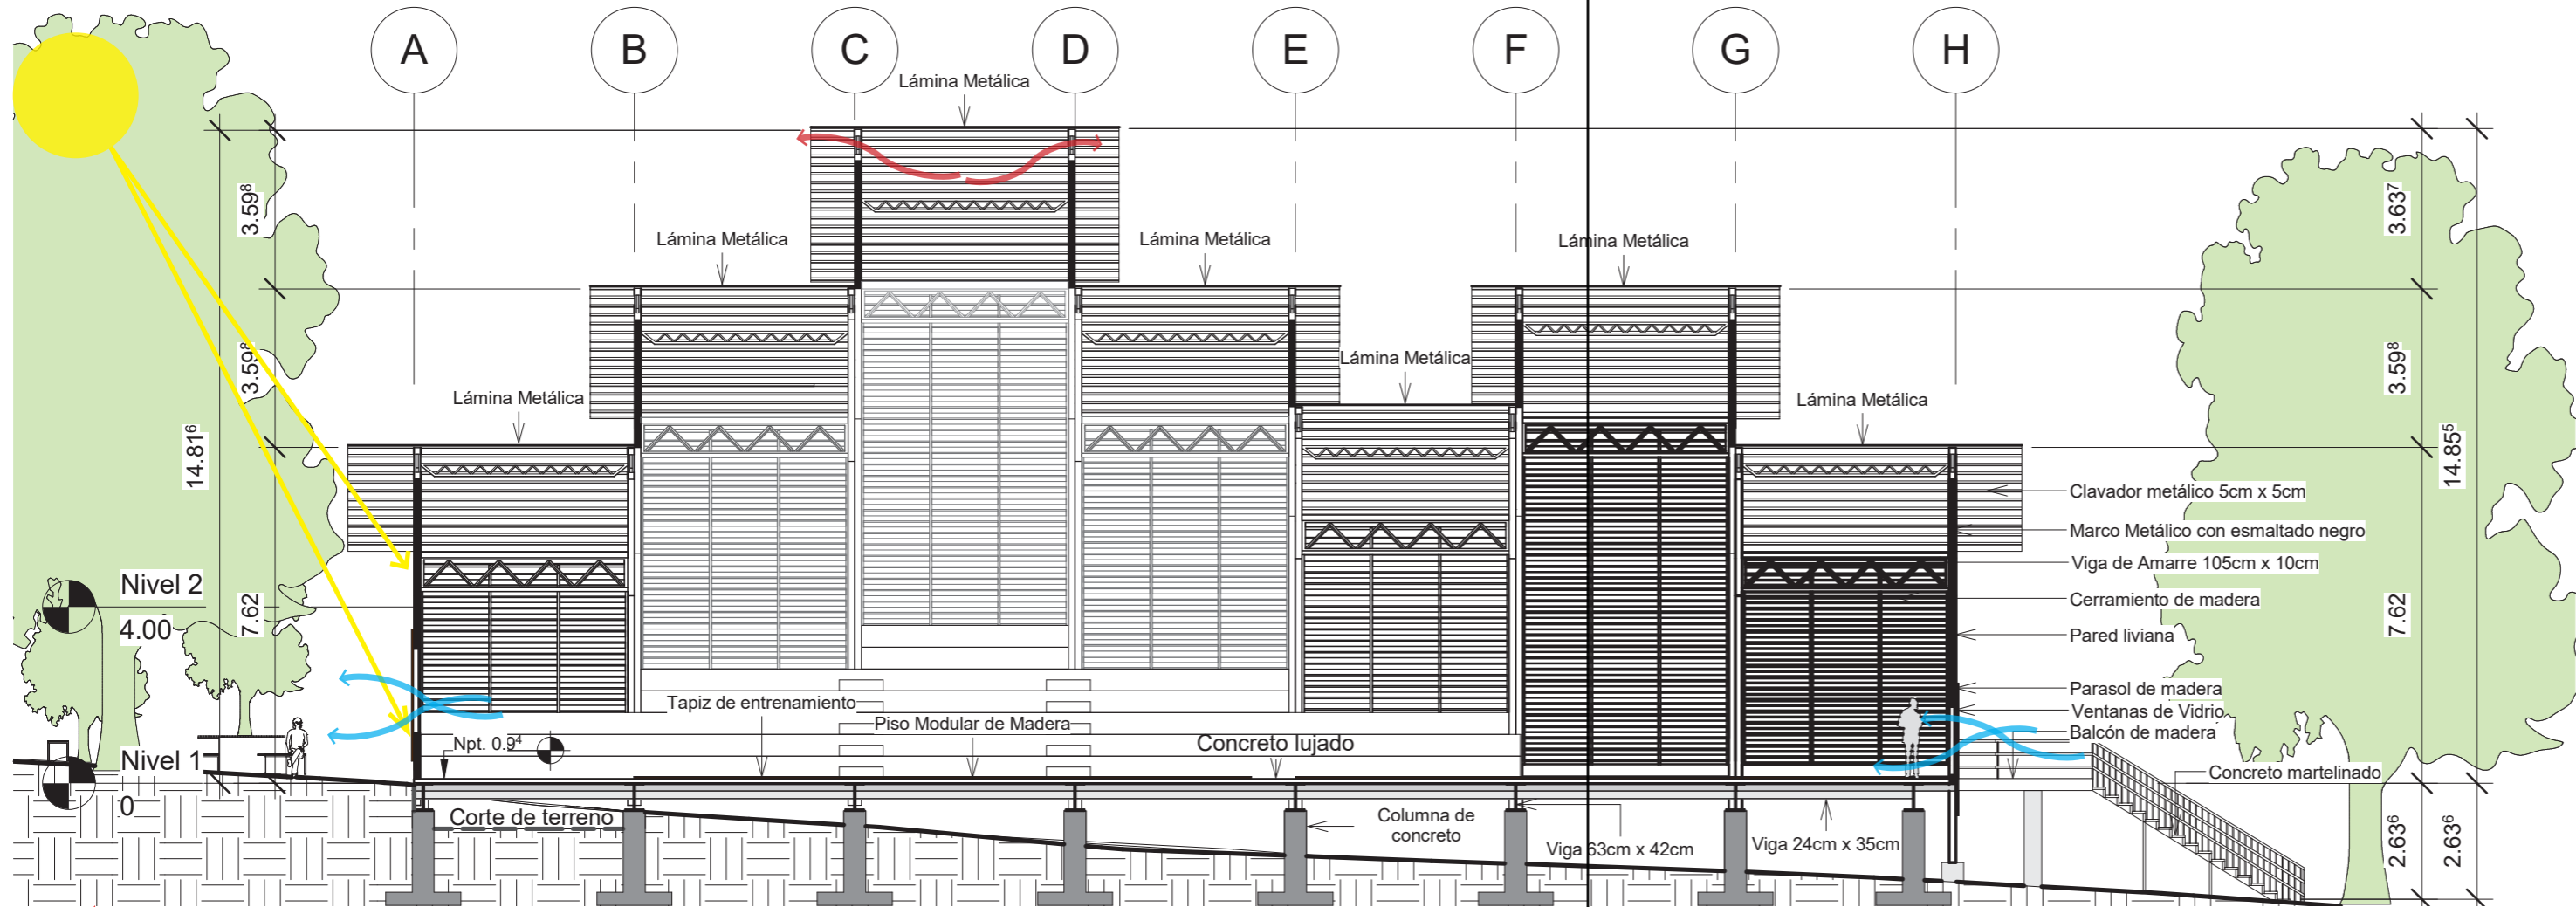 A
B
C
D
E
F
G
H
Lámina Metálica
Lámina Metálica
Lámina Metálica
Lámina Metálica
Lámina Metálica
Lámina Metálica
Lámina Metálica
3.59⁸
3.59⁸
14.81⁶
7.62
3.63⁷
3.59⁸
14.85⁵
7.62
2.63⁶
2.63⁶
Nivel 2
4.00
Nivel 1
0
Clavador metálico 5cm x 5cm
Marco Metálico con esmaltado negro
Viga de Amarre 105cm x 10cm
Cerramiento de madera
Pared liviana
Parasol de madera
Ventanas de Vidrio
Balcón de madera
Concreto martelinado
Tapiz de entrenamiento
Piso Modular de Madera
Npt. 0.9⁴
Concreto lujado
Corte de terreno
Columna de
concreto
Viga 63cm x 42cm
Viga 24cm x 35cm